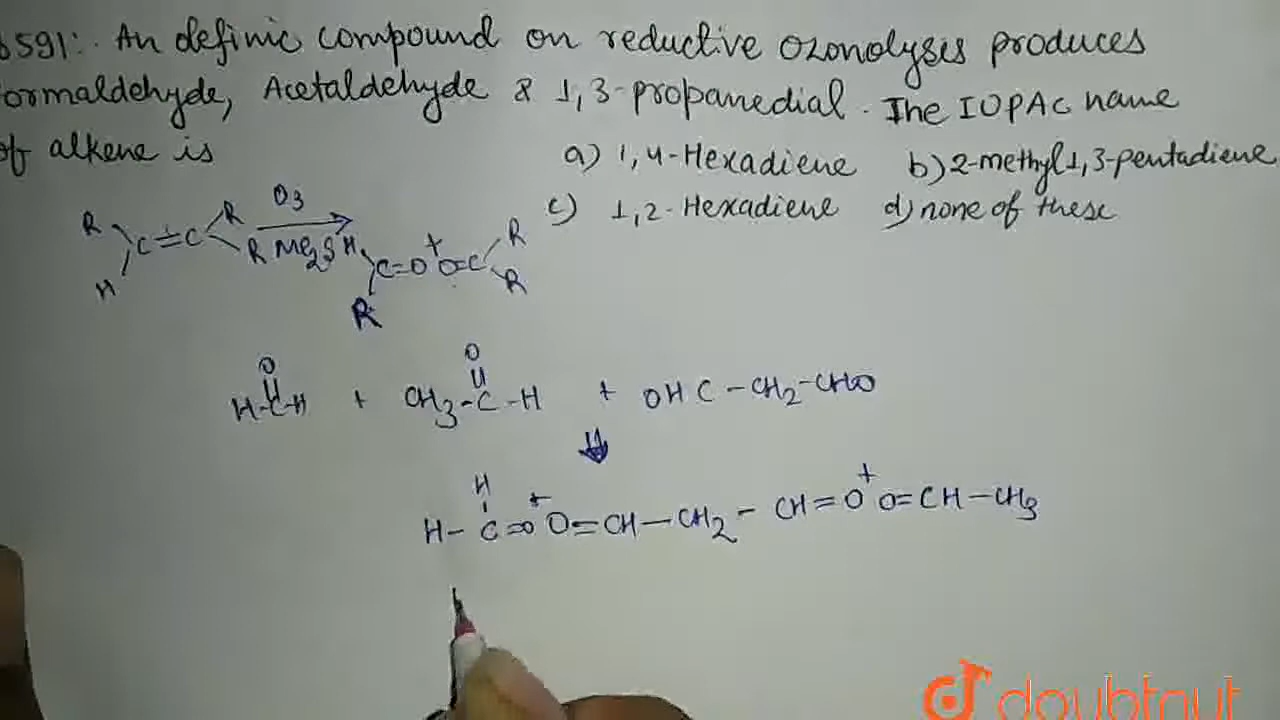 6591:. An definic compound on reductive ozonolysis produces
ormaldehyde, Acetaldehyde & 1,3-propanedial. The IUPAC name
of alkene is a) 1,4-Hexadiene b) 2-methyl 1,3-pentadiene
c) 1,2-Hexadiene d) none of these
R H C=C R R O3 Me2S H R C=O + O=C R R
H-C-H O + CH3-C-H O + OHC-CH2-CHO
⇓
H-C=O H + O=CH-CH2-CH=O + O=CH-CH3
doubtnut